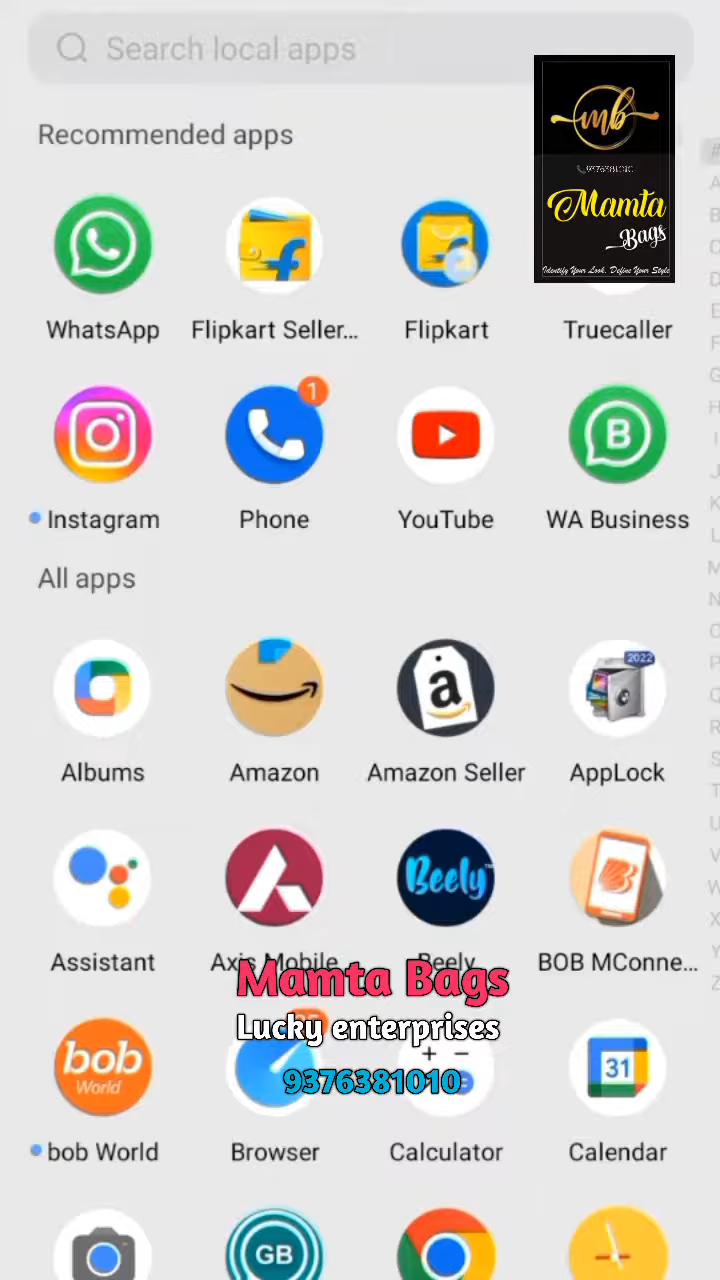 Search local apps
Recommended apps
mb
9376381010
Mamta
Bags
Identify Your Look. Define Your Style
WhatsApp
Flipkart Seller...
Flipkart
Truecaller
1
Instagram
Phone
YouTube
B
WA Business
All apps
2022
a
Albums
Amazon
Amazon Seller
AppLock
Beely
Assistant
Axis Mobile
Beely
BOB MConne...
Mamta Bags
Lucky enterprises
9376381010
bob
World
31
bob World
Browser
Calculator
Calendar
GB
#
A
B
C
D
E
F
G
H
I
J
K
L
M
N
O
P
Q
R
S
T
U
V
W
X
Y
Z